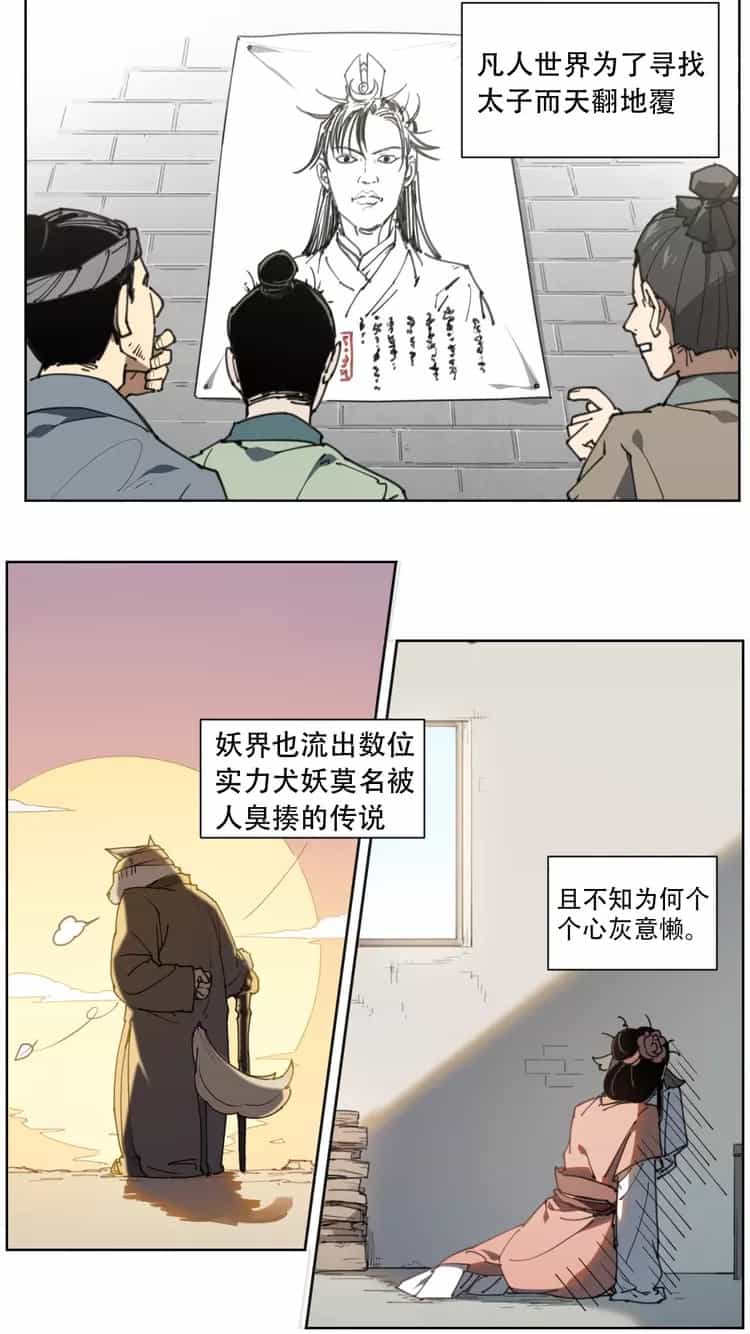 凡人世界为了寻找
太子而天翻地覆
妖界也流出数位
实力犬妖莫名被
人臭揍的传说
且不知为何个
个心灰意懒。